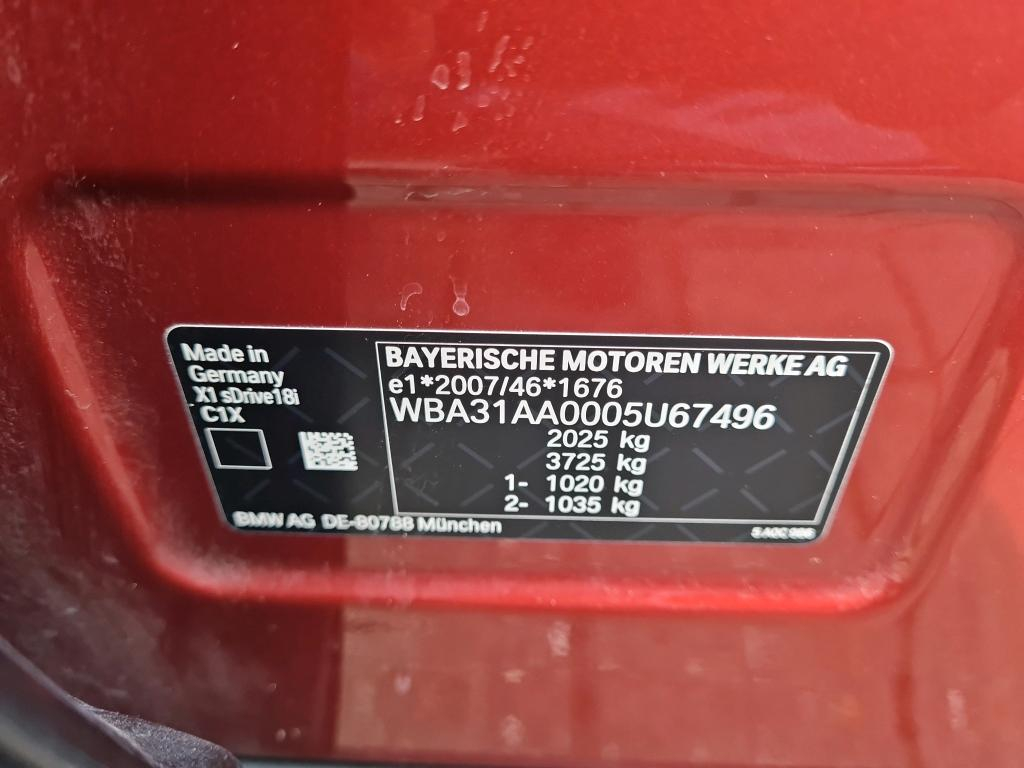 Made in
Germany
X1 sDrive18i
C1X
BMW AG DE-80788 München
BAYERISCHE MOTOREN WERKE AG
e1*2007/46*1676
WBA31AA0005U67496
2025 kg
3725 kg
1- 1020 kg
2- 1035 kg